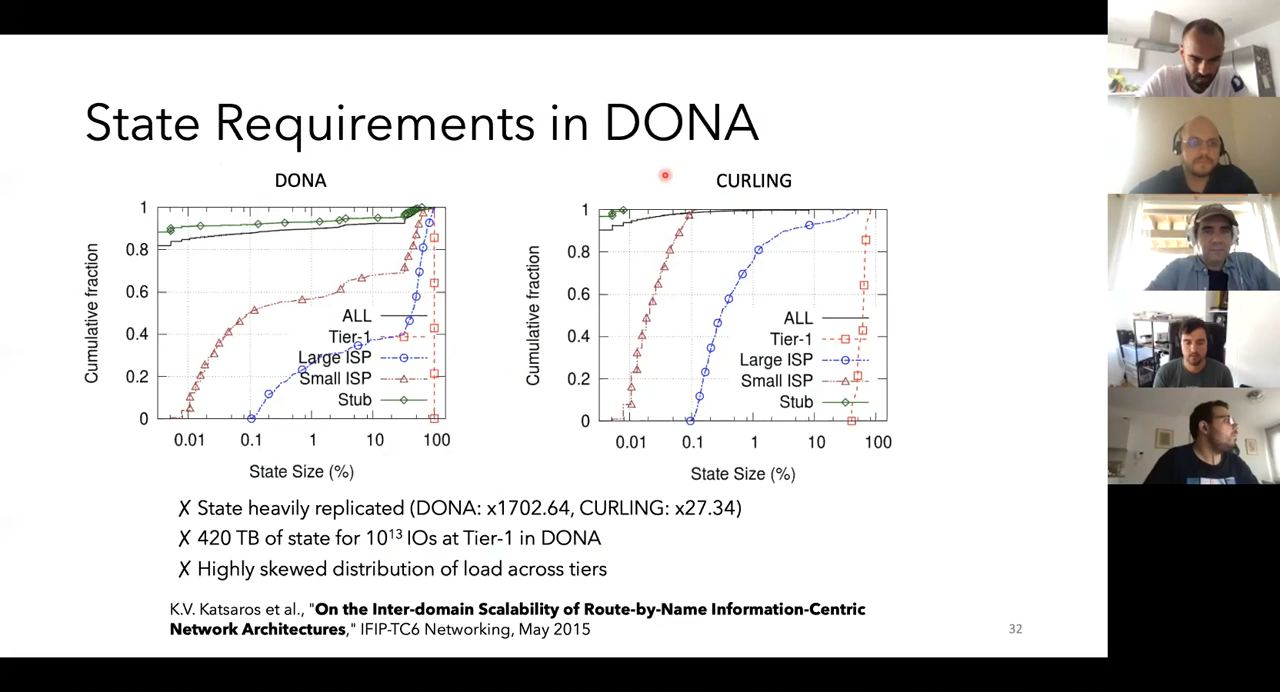 State Requirements in DONA
DONA
1
0.8
0.6
0.4
0.2
0
Cumulative fraction
ALL
Tier-1
Large ISP
Small ISP
Stub
0.01 0.1 1 10 100
State Size (%)
CURLING
1
0.8
0.6
0.4
0.2
0
Cumulative fraction
ALL
Tier-1
Large ISP
Small ISP
Stub
0.01 0.1 1 10 100
State Size (%)
✗ State heavily replicated (DONA: x1702.64, CURLING: x27.34)
✗ 420 TB of state for 10¹³ IOs at Tier-1 in DONA
✗ Highly skewed distribution of load across tiers
K.V. Katsaros et al., "On the Inter-domain Scalability of Route-by-Name Information-Centric
Network Architectures," IFIP-TC6 Networking, May 2015
32